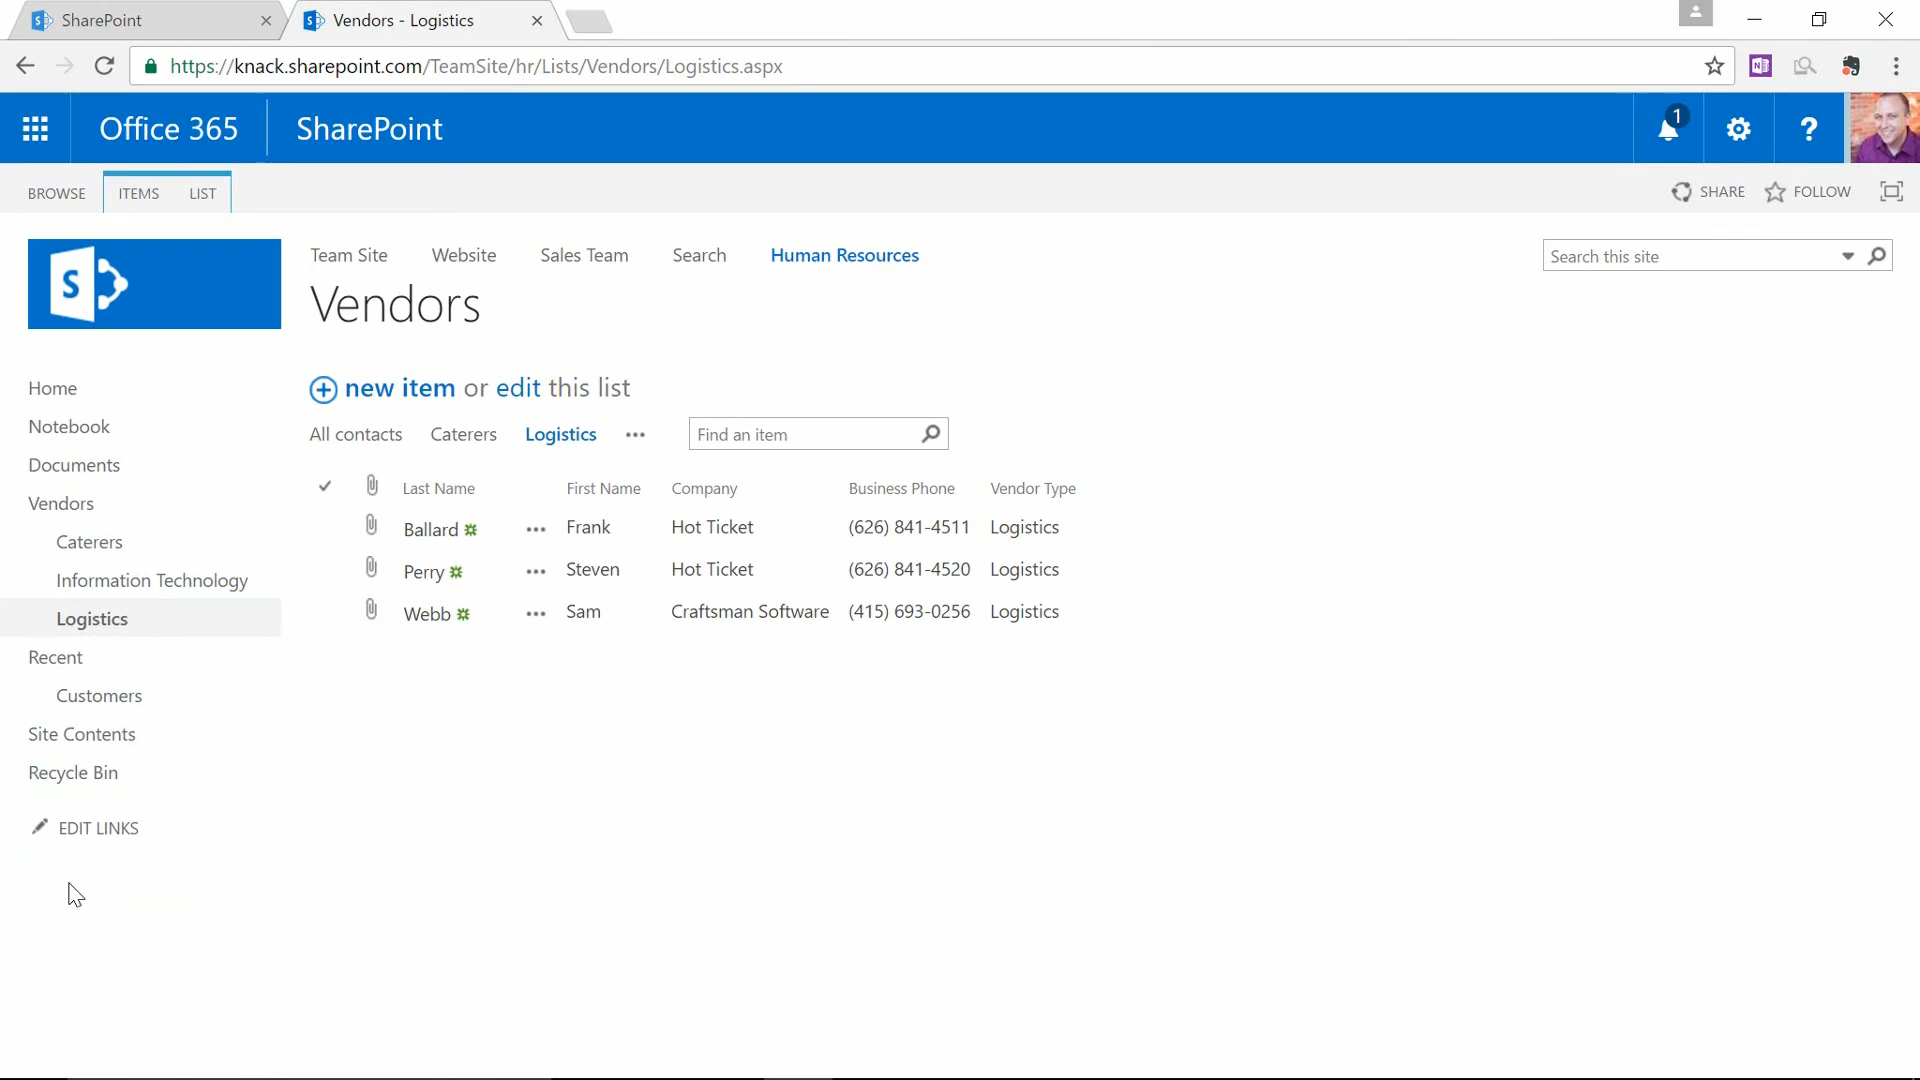 SharePoint
Vendors - Logistics
https://knack.sharepoint.com/TeamSite/hr/Lists/Vendors/Logistics.aspx
Office 365 SharePoint 1 ?
BROWSE ITEMS LIST SHARE FOLLOW
Team Site Website Sales Team Search Human Resources
Search this site
Vendors
new item or edit this list
All contacts Caterers Logistics ••• Find an item
Last Name First Name Company Business Phone Vendor Type
Ballard ••• Frank Hot Ticket (626) 841-4511 Logistics
Perry ••• Steven Hot Ticket (626) 841-4520 Logistics
Webb ••• Sam Craftsman Software (415) 693-0256 Logistics
Home
Notebook
Documents
Vendors
Caterers
Information Technology
Logistics
Recent
Customers
Site Contents
Recycle Bin
EDIT LINKS